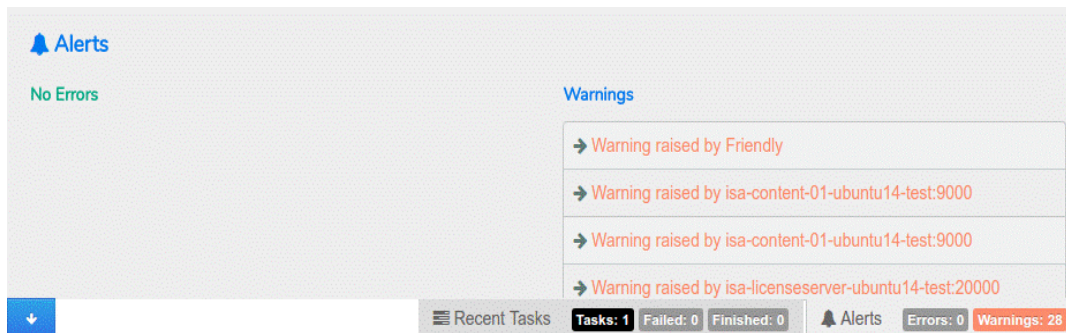 Alerts
No Errors
Warnings
Warning raised by Friendly
Warning raised by isa-content-01-ubuntu14-test:9000
Warning raised by isa-content-01-ubuntu14-test:9000
Warning raised by isa-licenseserver-ubuntu14-test:20000
Recent Tasks Tasks: 1 Failed: 0 Finished: 0 Alerts Errors: 0 Warnings: 28